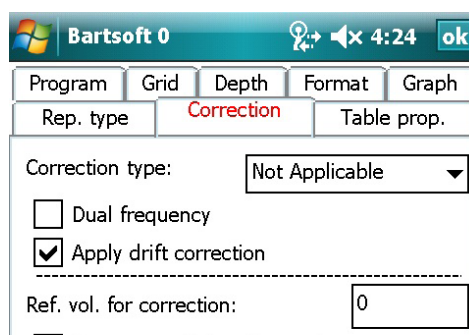 Bartsoft 0 4:24 ok
Program Grid Depth Format Graph
Rep. type Correction Table prop.
Correction type: Not Applicable
Dual frequency
Apply drift correction
Ref. vol. for correction: 0